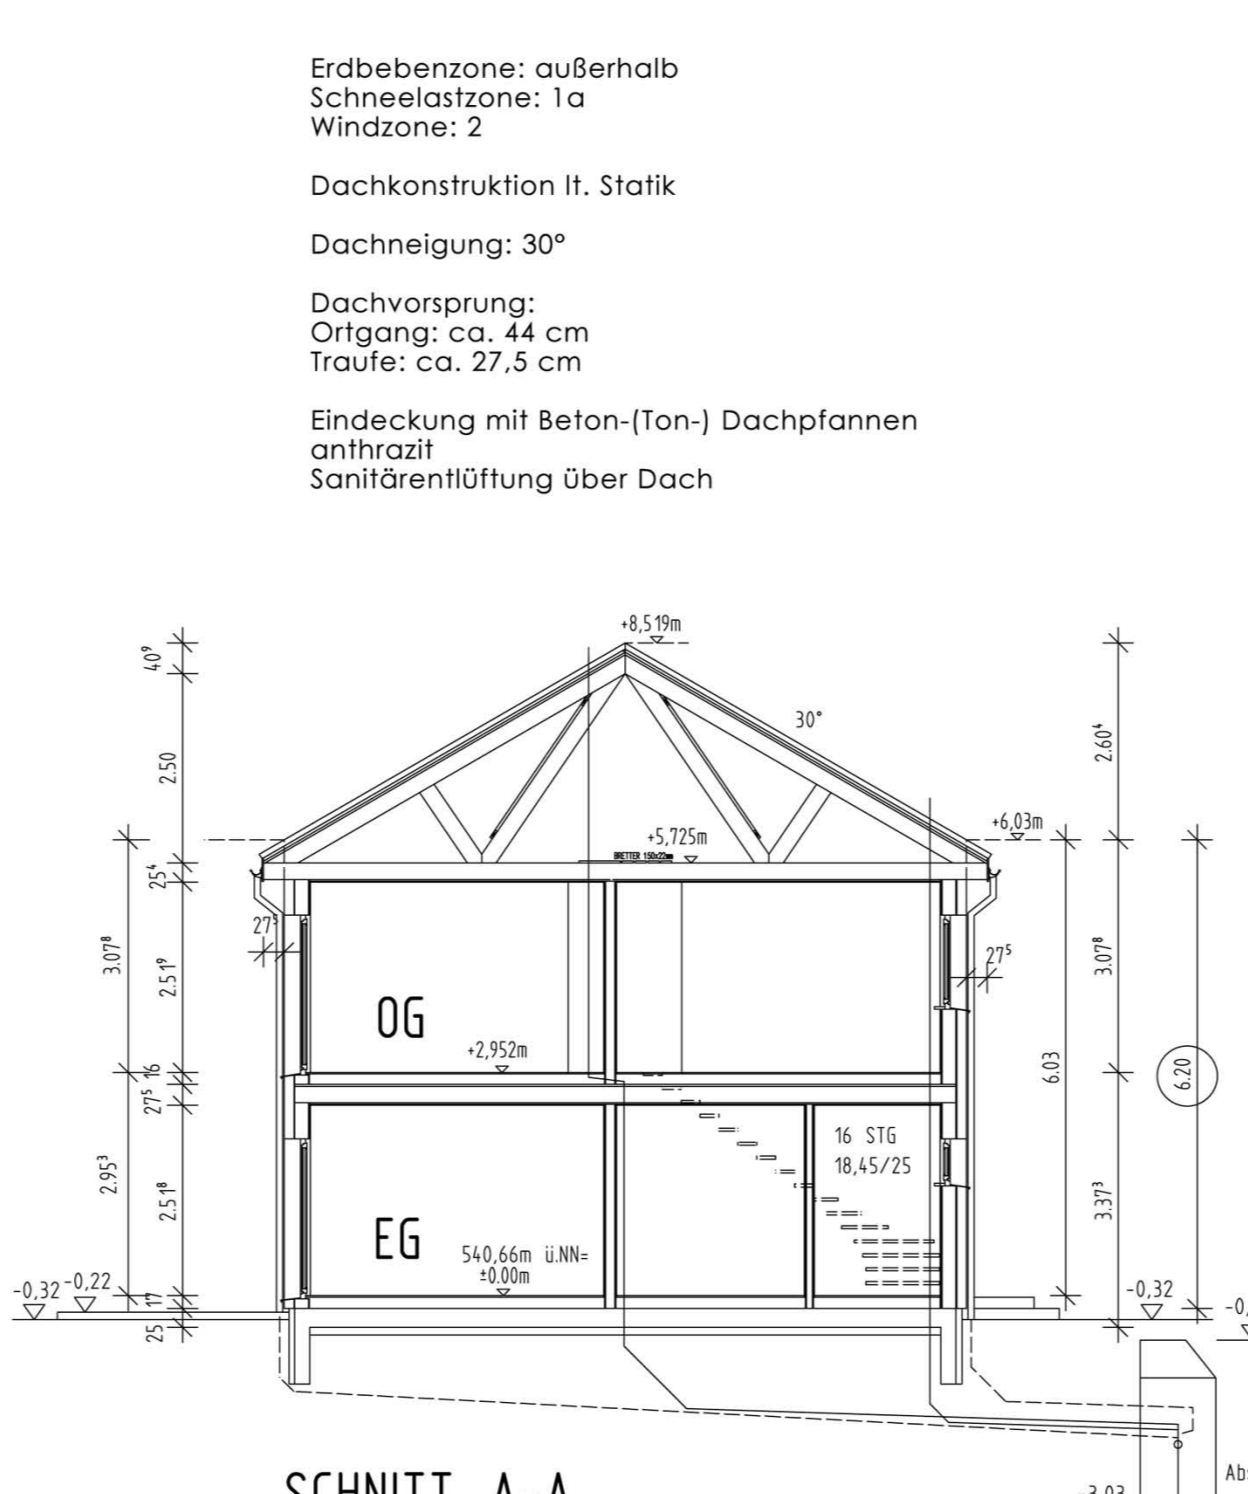 Erdbebenzone: außerhalb
Schneelastzone: 1a
Windzone: 2
Dachkonstruktion lt. Statik
Dachneigung: 30°
Dachvorsprung:
Ortgang: ca. 44 cm
Traufe: ca. 27,5 cm
Eindeckung mit Beton-(Ton-) Dachpfannen
anthrazit
Sanitärentlüftung über Dach
+8,519m
40⁹
30°
2.60⁴
2.50
+6,03m
+5,725m
BRETTER 150x22mm
25⁴
27⁵
27⁵
3.07⁸
2.51⁹
3.07⁸
OG
+2,952m
6.03
6.20
16
27⁵
16 STG
18,45/25
2.95³
2.51⁸
3.37³
EG
540,66m ü.NN=
±0.00m
-0,32
-0,22
17
25
-0,32
SCHNITT A-A
-3,03